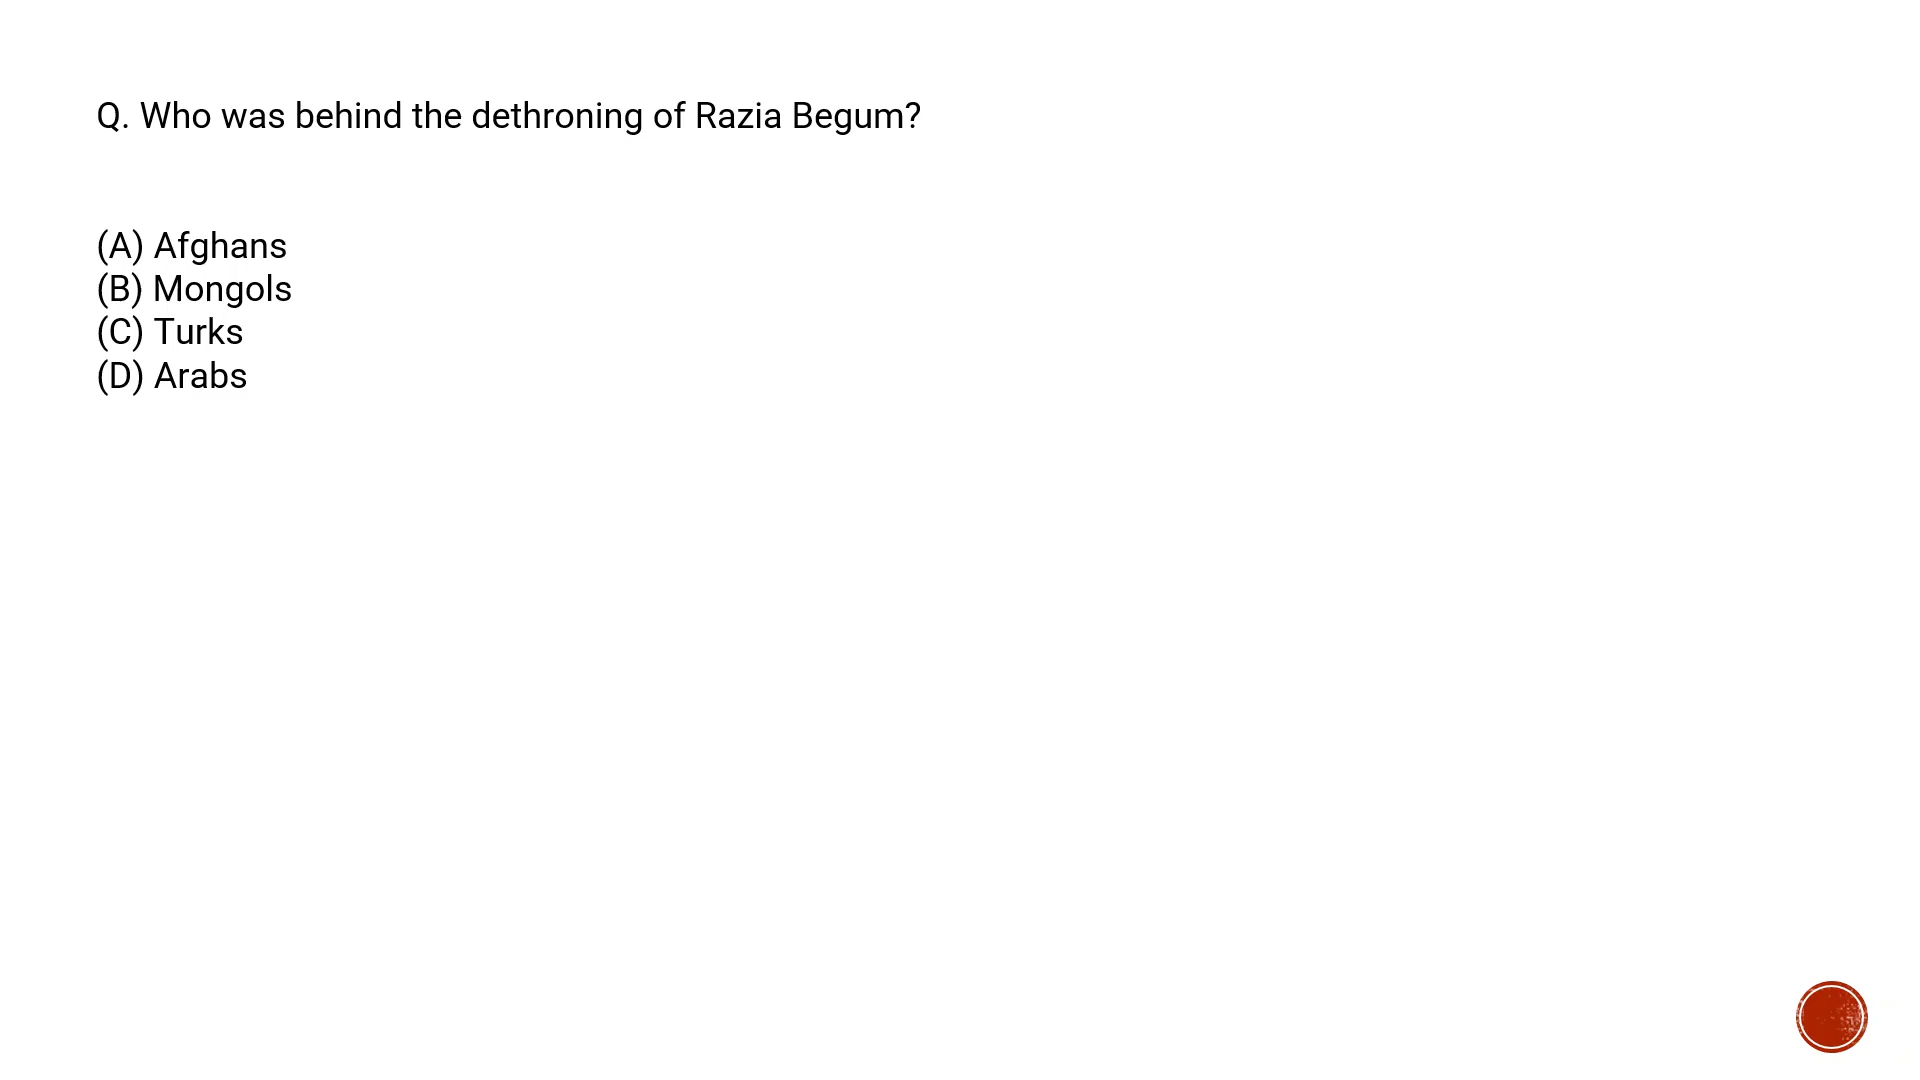 Q. Who was behind the dethroning of Razia Begum?
(A) Afghans
(B) Mongols
(C) Turks
(D) Arabs